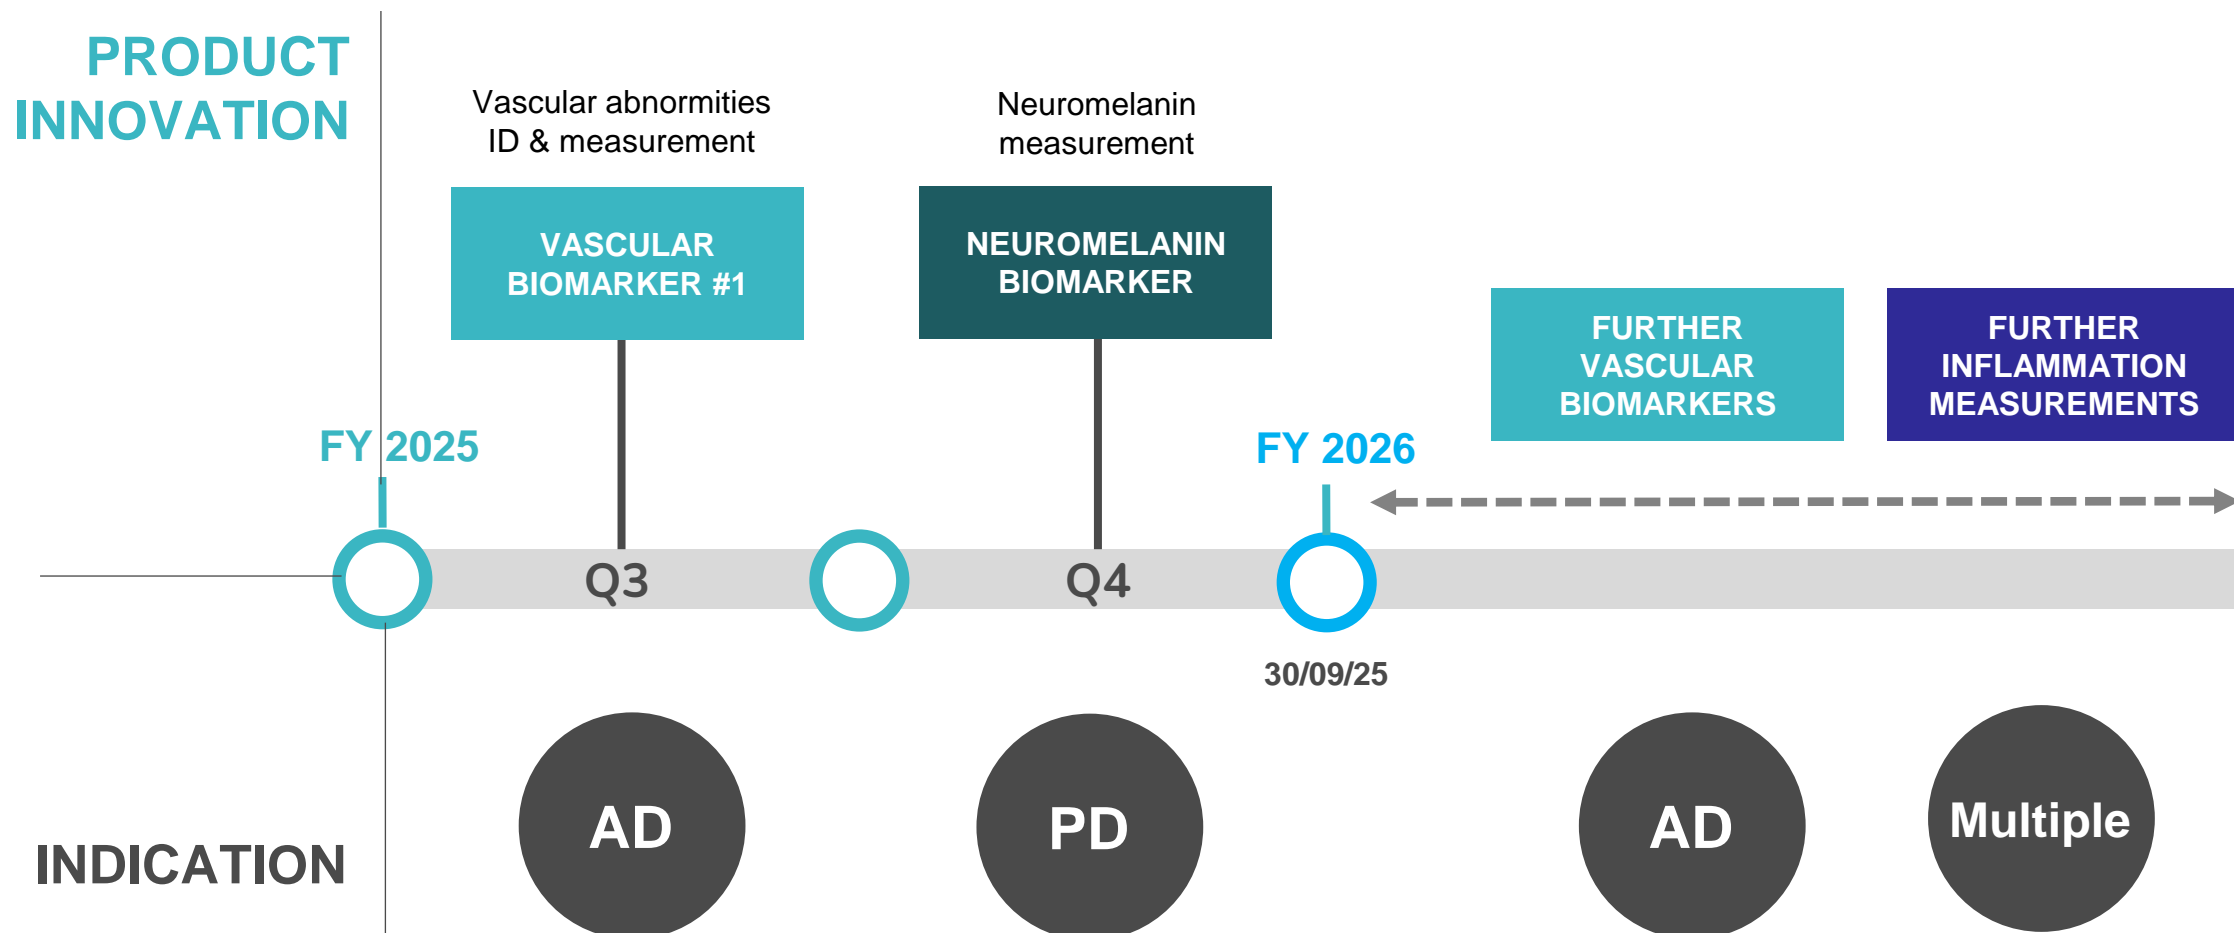 PRODUCT
INNOVATION
Vascular abnormities
ID & measurement
Neuromelanin
measurement
VASCULAR
BIOMARKER #1
NEUROMELANIN
BIOMARKER
FURTHER
VASCULAR
BIOMARKERS
FURTHER
INFLAMMATION
MEASUREMENTS
FY 2025
FY 2026
Q3
Q4
30/09/25
INDICATION
AD
PD
AD
Multiple